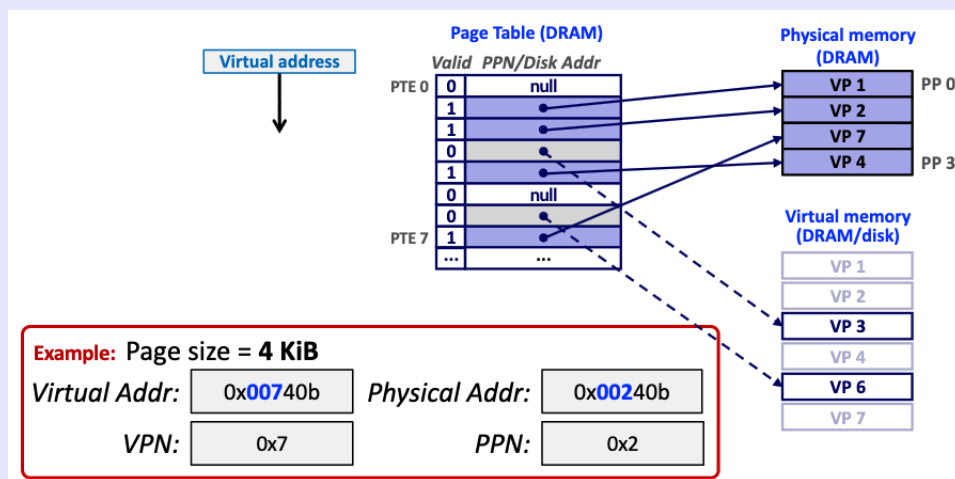 Page Table (DRAM)
Virtual address
Valid PPN/Disk Addr
PTE 0 0 null
1
1
0
1
0 null
0
PTE 7 1
... ...
Physical memory
(DRAM)
VP 1 PP 0
VP 2
VP 7
VP 4 PP 3
Virtual memory
(DRAM/disk)
VP 1
VP 2
VP 3
VP 4
VP 6
VP 7
Example: Page size = 4 KiB
Virtual Addr: 0x00740b Physical Addr: 0x00240b
VPN: 0x7 PPN: 0x2